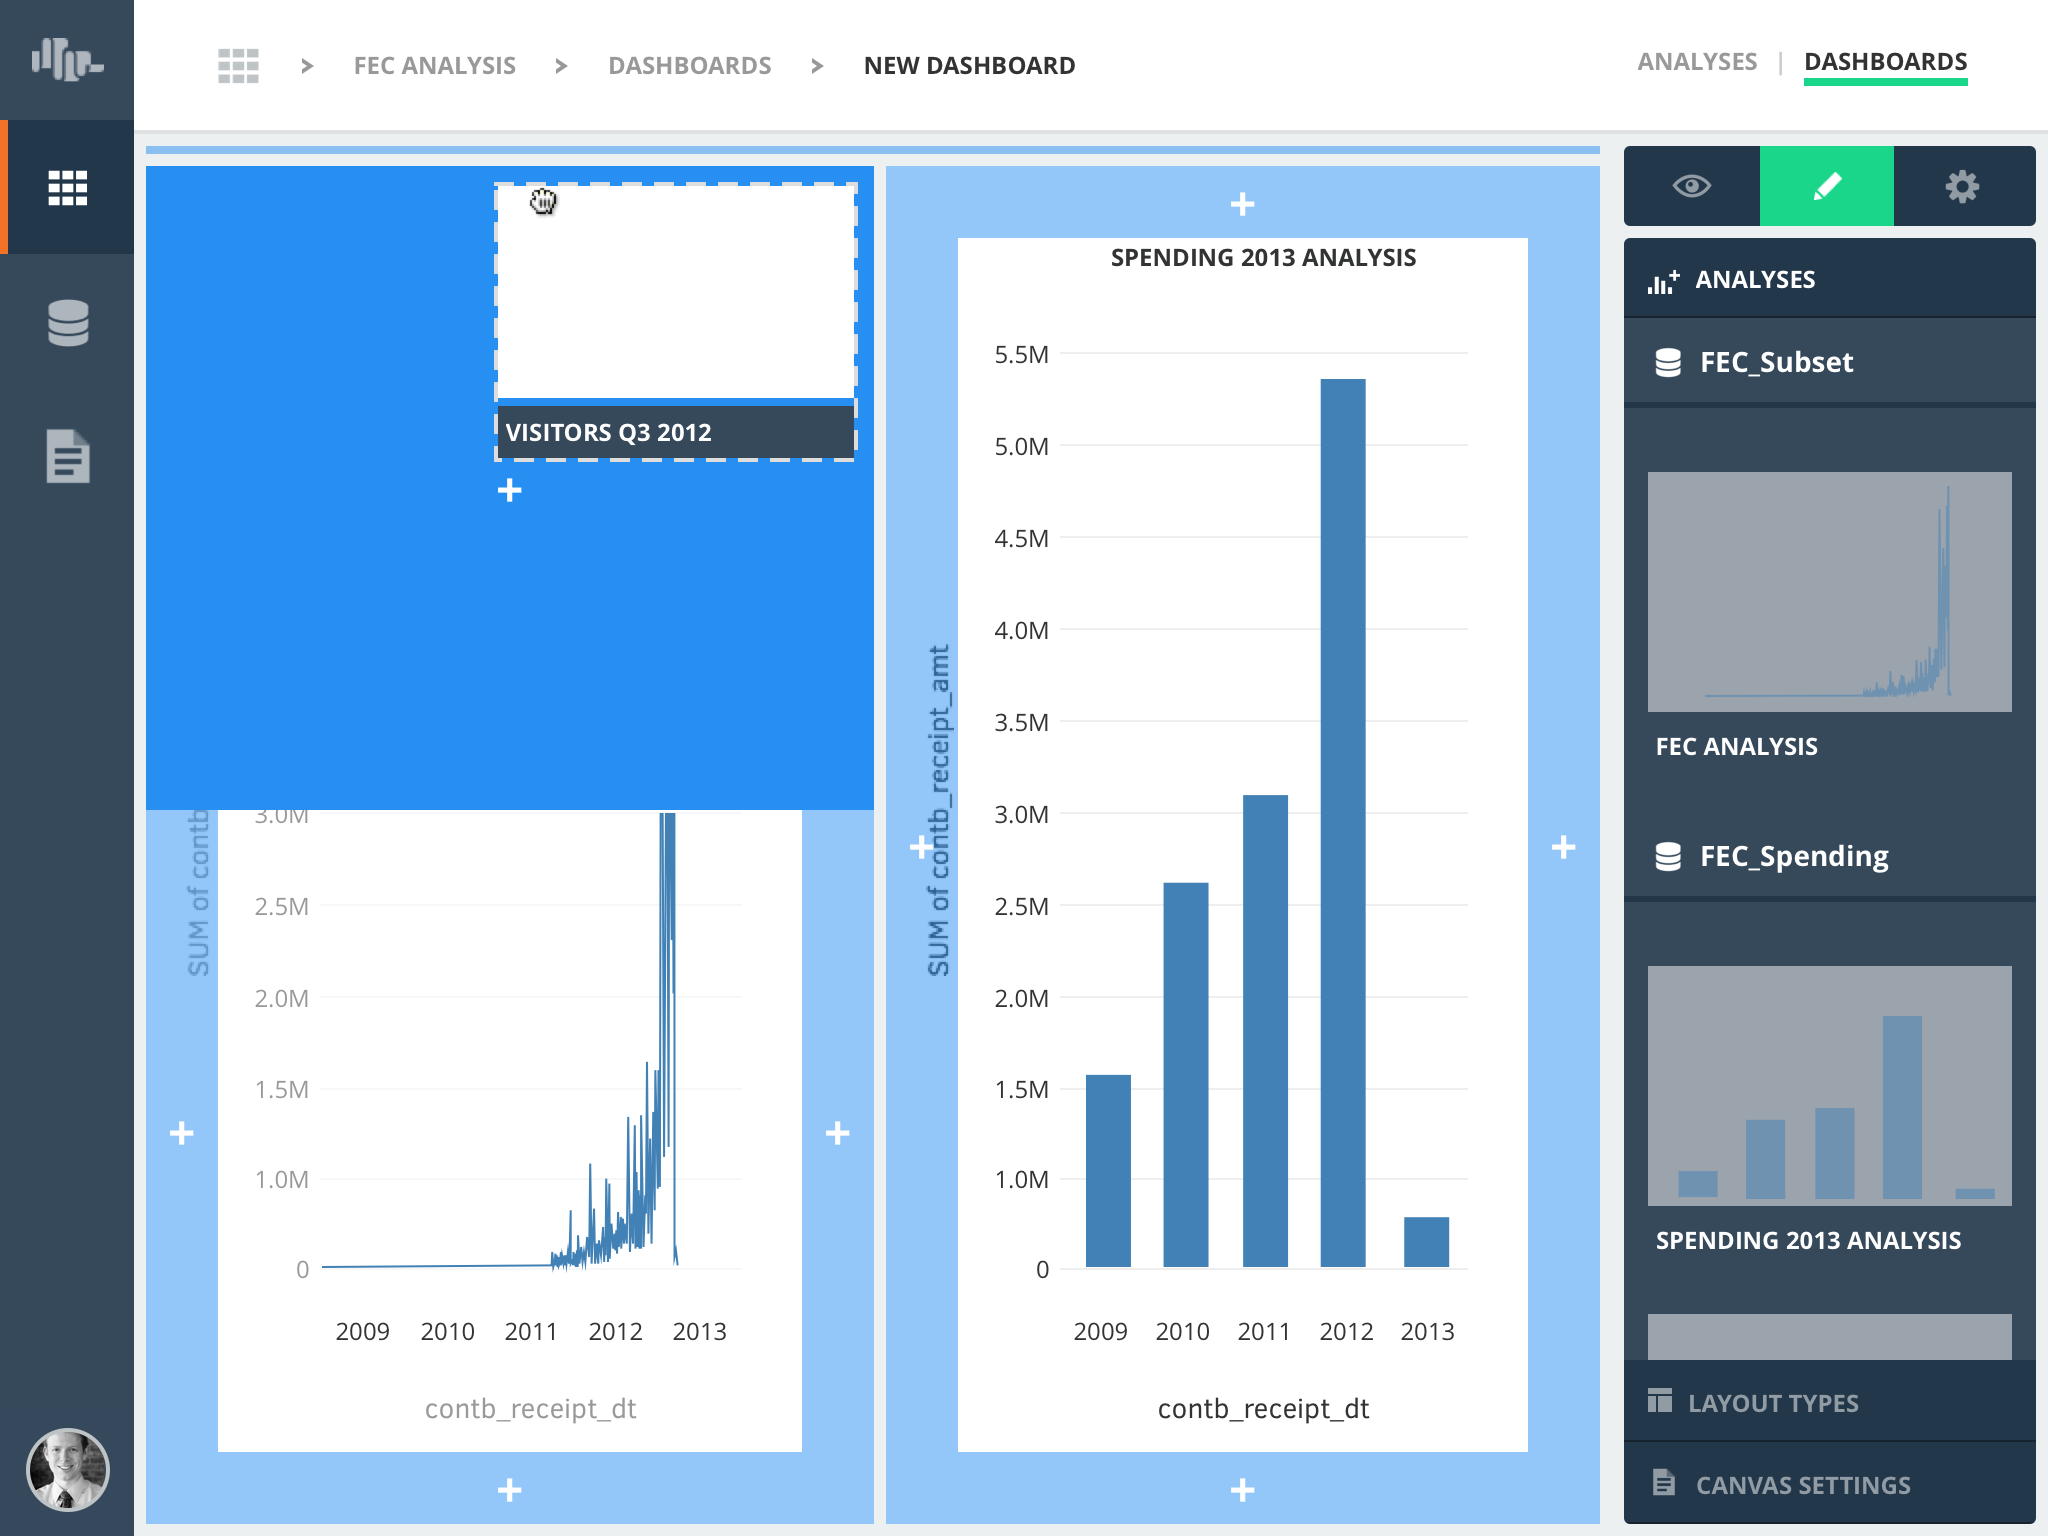 > FEC ANALYSIS > DASHBOARDS > NEW DASHBOARD
ANALYSES | DASHBOARDS
VISITORS Q3 2012
SUM of contb
3.0M
2.5M
2.0M
1.5M
1.0M
0
2009 2010 2011 2012 2013
contb_receipt_dt
SPENDING 2013 ANALYSIS
SUM of contb_receipt_amt
5.5M
5.0M
4.5M
4.0M
3.5M
3.0M
2.5M
2.0M
1.5M
1.0M
0
2009 2010 2011 2012 2013
contb_receipt_dt
ANALYSES
FEC_Subset
FEC ANALYSIS
FEC_Spending
SPENDING 2013 ANALYSIS
LAYOUT TYPES
CANVAS SETTINGS